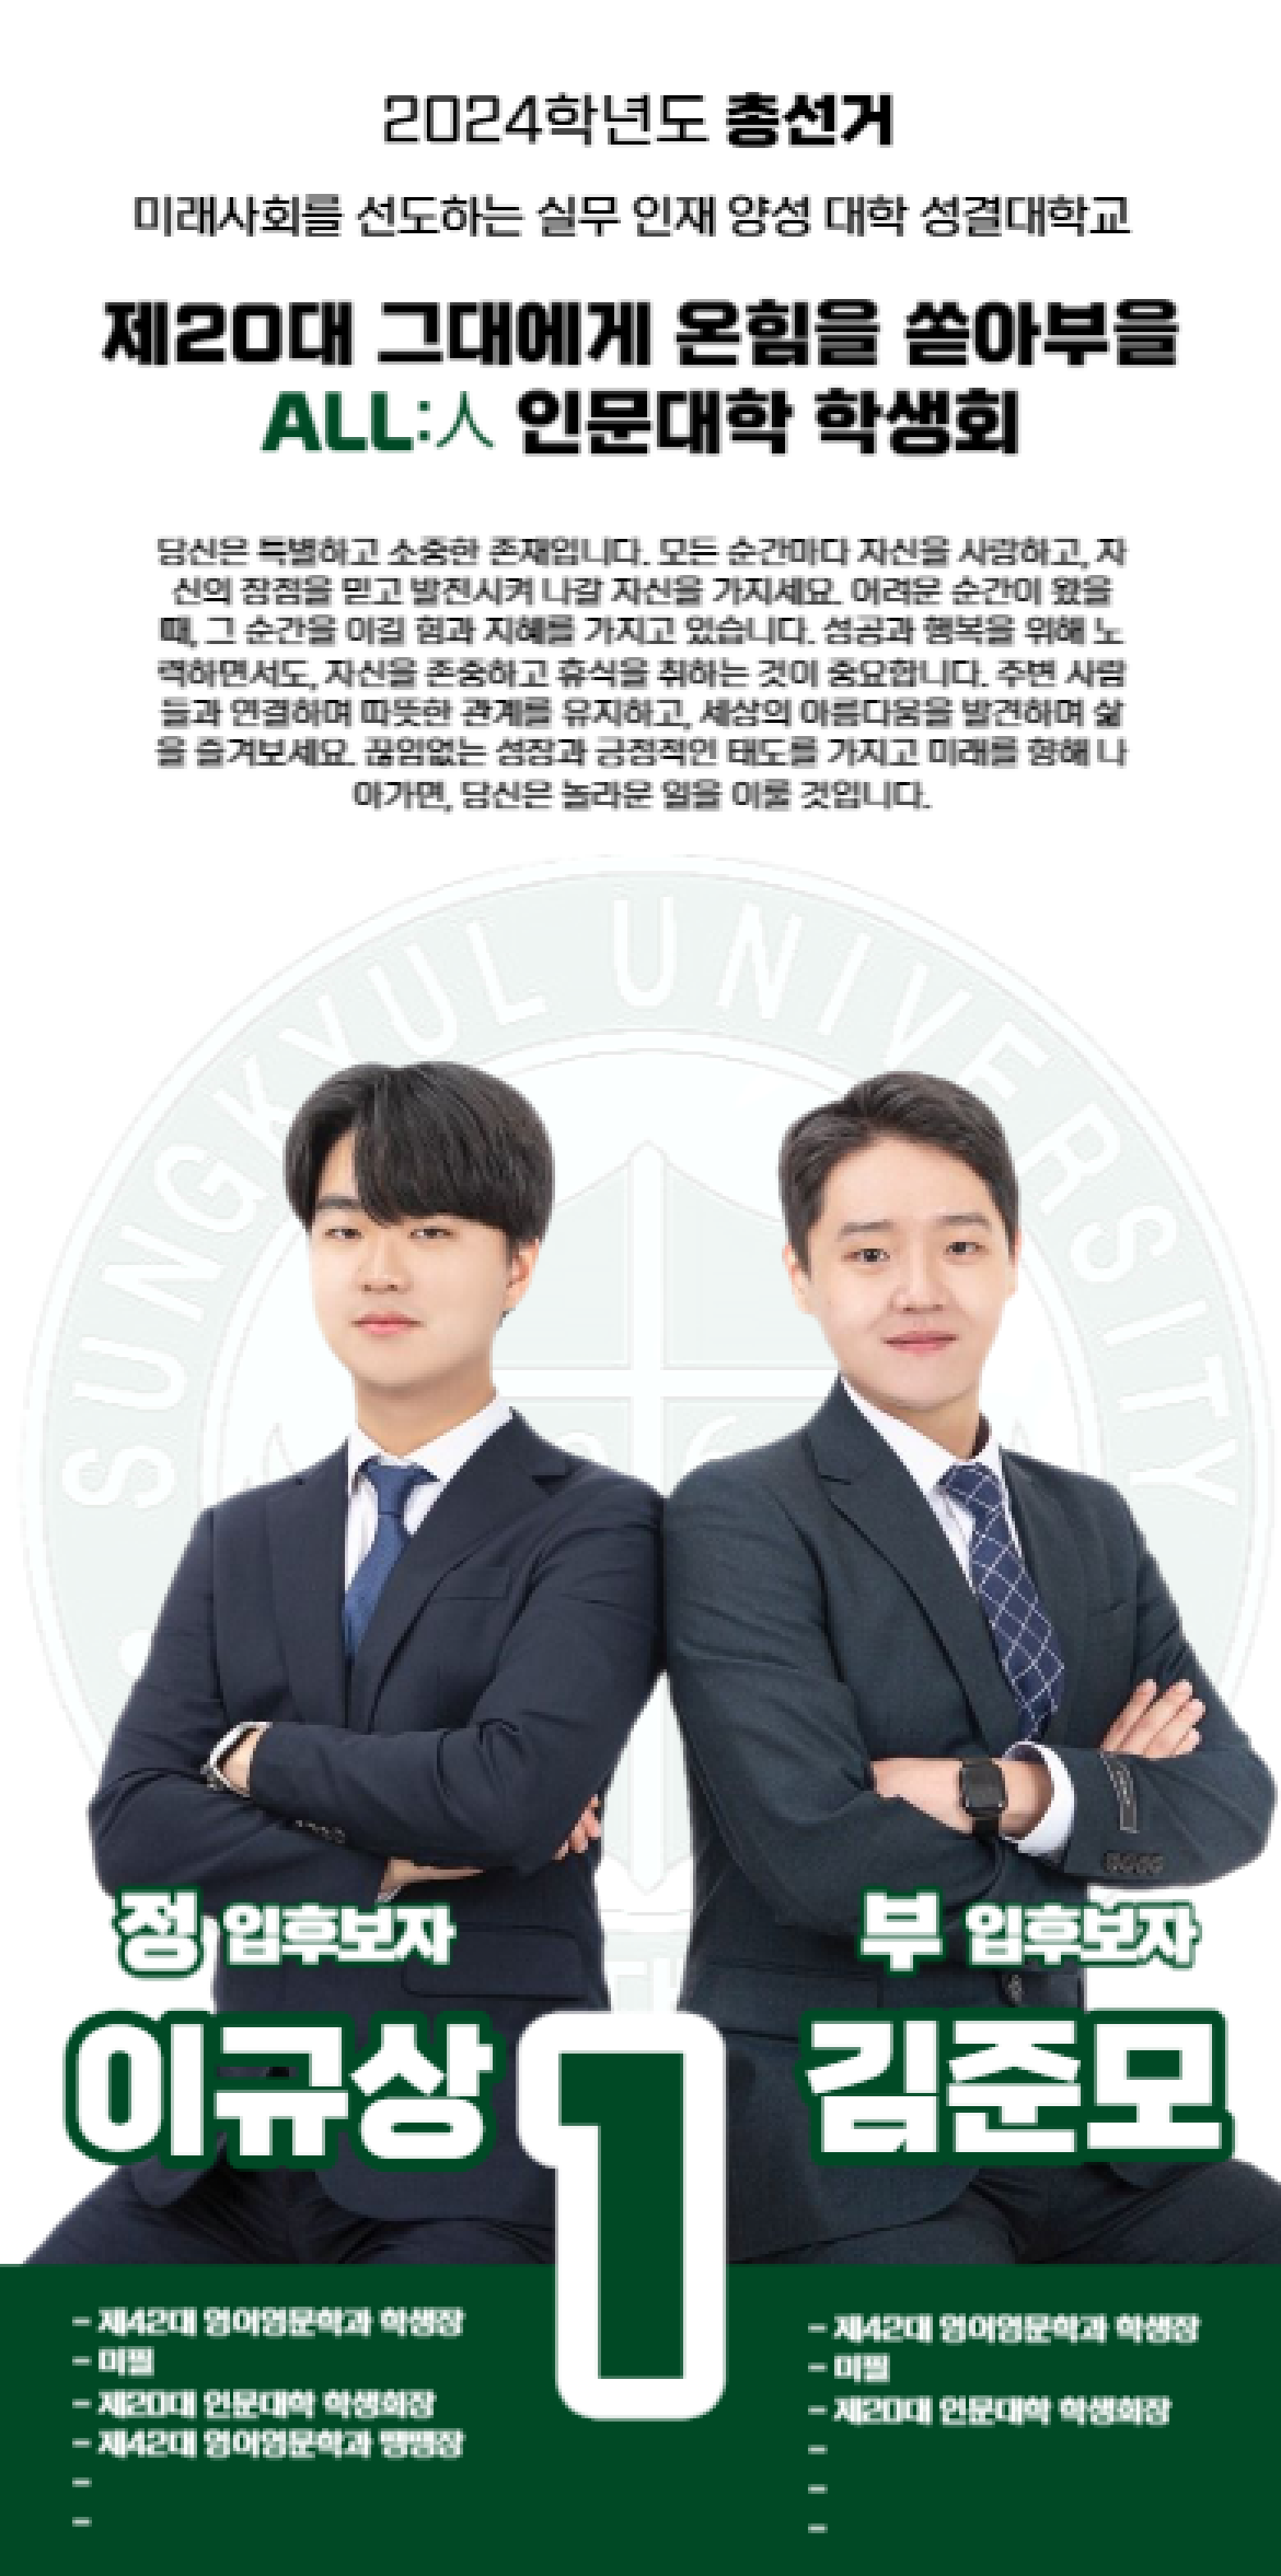 2024학년도 총선거
미래사회를 선도하는 실무 인재 양성 대학 성결대학교
제20대 그대에게 온힘을 쏟아부을
ALL:人 인문대학 학생회
당신은 특별하고 소중한 존재입니다. 모든 순간마다 자신을 사랑하고, 자
신의 장점을 믿고 발전시켜 나갈 자신을 가지세요. 어려운 순간이 왔을
때, 그 순간을 이길 힘과 지혜를 가지고 있습니다. 성공과 행복을 위해 노
력하면서도, 자신을 존중하고 휴식을 취하는 것이 중요합니다. 주변 사람
들과 연결하며 따뜻한 관계를 유지하고, 세상의 아름다움을 발견하며 삶
을 즐겨보세요. 끊임없는 성장과 긍정적인 태도를 가지고 미래를 향해 나
아가면, 당신은 놀라운 일을 이룰 것입니다.
SUNGKYUL UNIVERSITY
정 입후보자
이규상
1
부 입후보자
김준모
- 제42대 영어영문학과 학생장
- 미필
- 제20대 인문대학 학생회장
- 제42대 영어영문학과 땡땡장
-
-
- 제42대 영어영문학과 학생장
- 미필
- 제20대 인문대학 학생회장
-
-
-